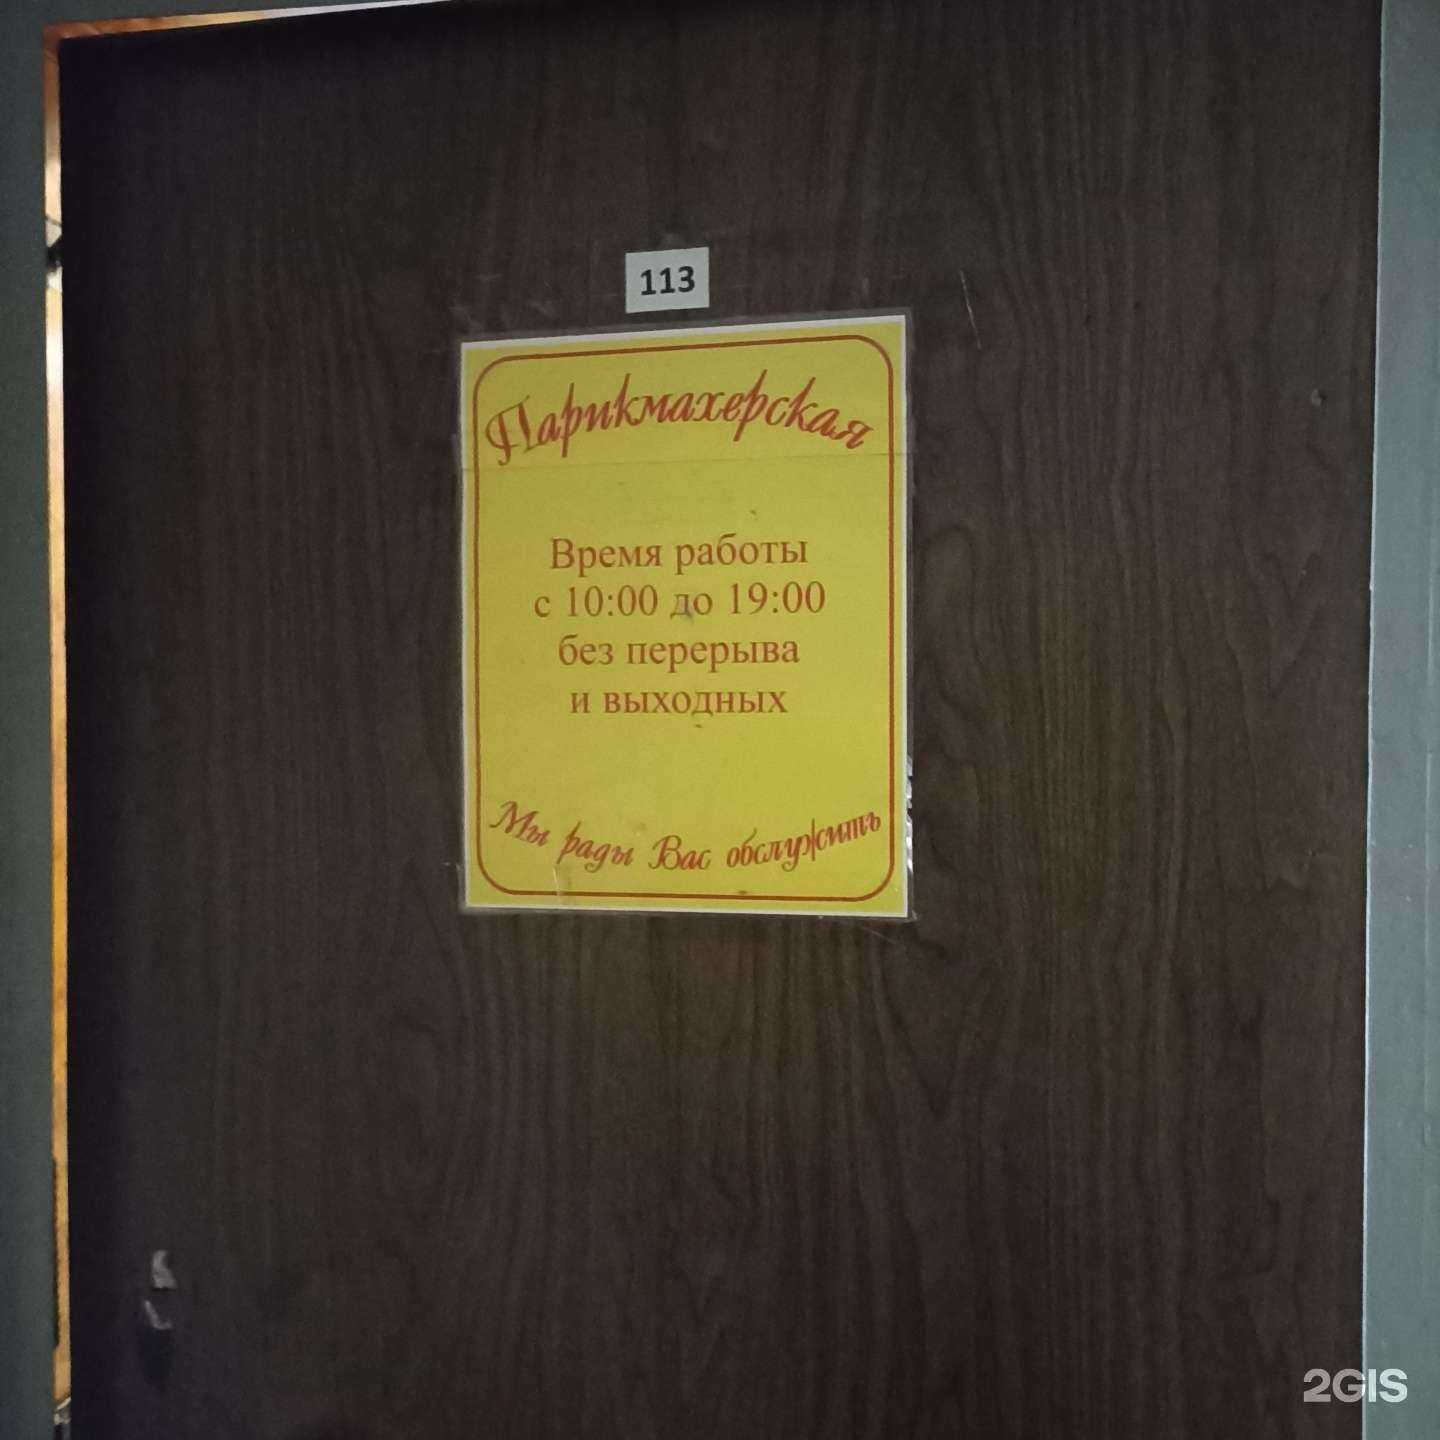 113
Парикмахерская
Время работы
с 10:00 до 19:00
без перерыва
и выходных
Мы рады Вас обслужить
2GIS